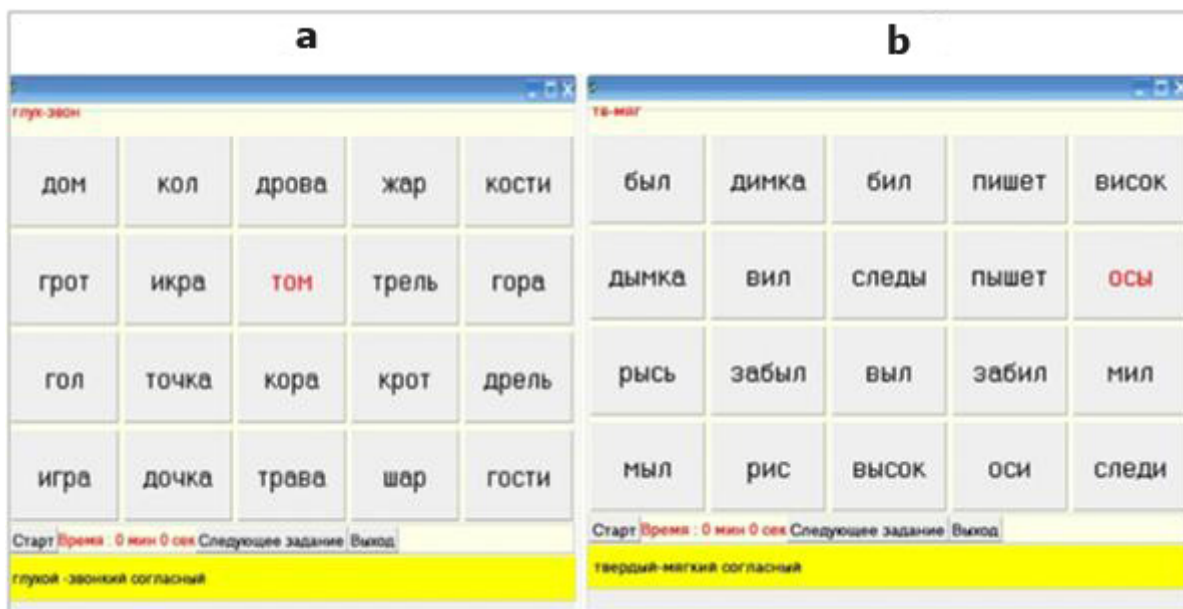 a
глух-звон
дом кол дрова жар кости
грот икра том трель гора
гол точка кора крот дрель
игра дочка трава шар гости
Старт Время : 0 мин 0 сек Следующее задание Выход
глухой -звонкий согласный
b
тв-мяг
был димка бил пишет висок
дымка вил следы пышет осы
рысь забыл выл забил мил
мыл рис высок оси следи
Старт Время : 0 мин 0 сек Следующее задание Выход
твердый-мягкий согласный